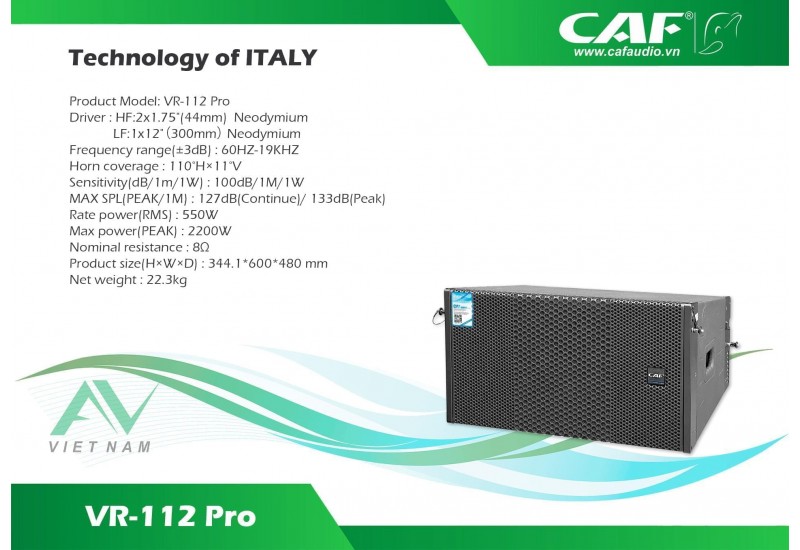 CAF®
www.cafaudio.vn
Technology of ITALY
Product Model: VR-112 Pro
Driver : HF:2x1.75"(44mm) Neodymium
LF:1x12"(300mm) Neodymium
Frequency range(±3dB) : 60HZ-19KHZ
Horn coverage : 110°H×11°V
Sensitivity(dB/1m/1W) : 100dB/1M/1W
MAX SPL(PEAK/1M) : 127dB(Continue)/ 133dB(Peak)
Rate power(RMS) : 550W
Max power(PEAK) : 2200W
Nominal resistance : 8Ω
Product size(H×W×D) : 344.1*600*480 mm
Net weight : 22.3kg
CAF
AV
VIET NAM
VR-112 Pro